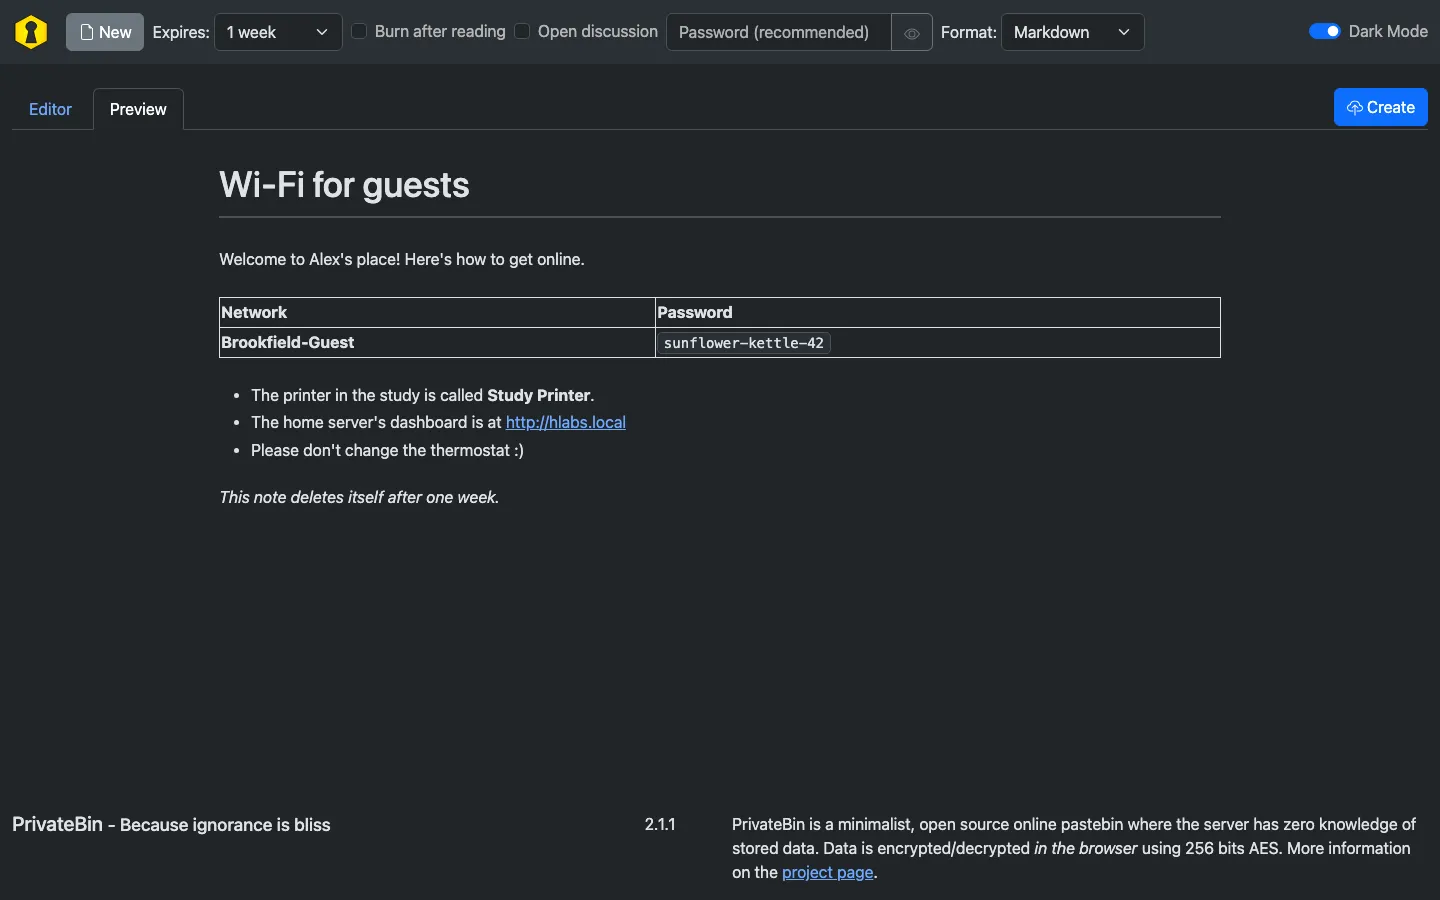 New Expires: 1 week Burn after reading Open discussion Password (recommended) Format: Markdown Dark Mode
Editor Preview Create
Wi-Fi for guests
Welcome to Alex's place! Here's how to get online.
Network Password
Brookfield-Guest sunflower-kettle-42
• The printer in the study is called Study Printer.
• The home server's dashboard is at http://hlabs.local
• Please don't change the thermostat :)
This note deletes itself after one week.
PrivateBin - Because ignorance is bliss 2.1.1 PrivateBin is a minimalist, open source online pastebin where the server has zero knowledge of
stored data. Data is encrypted/decrypted in the browser using 256 bits AES. More information
on the project page.